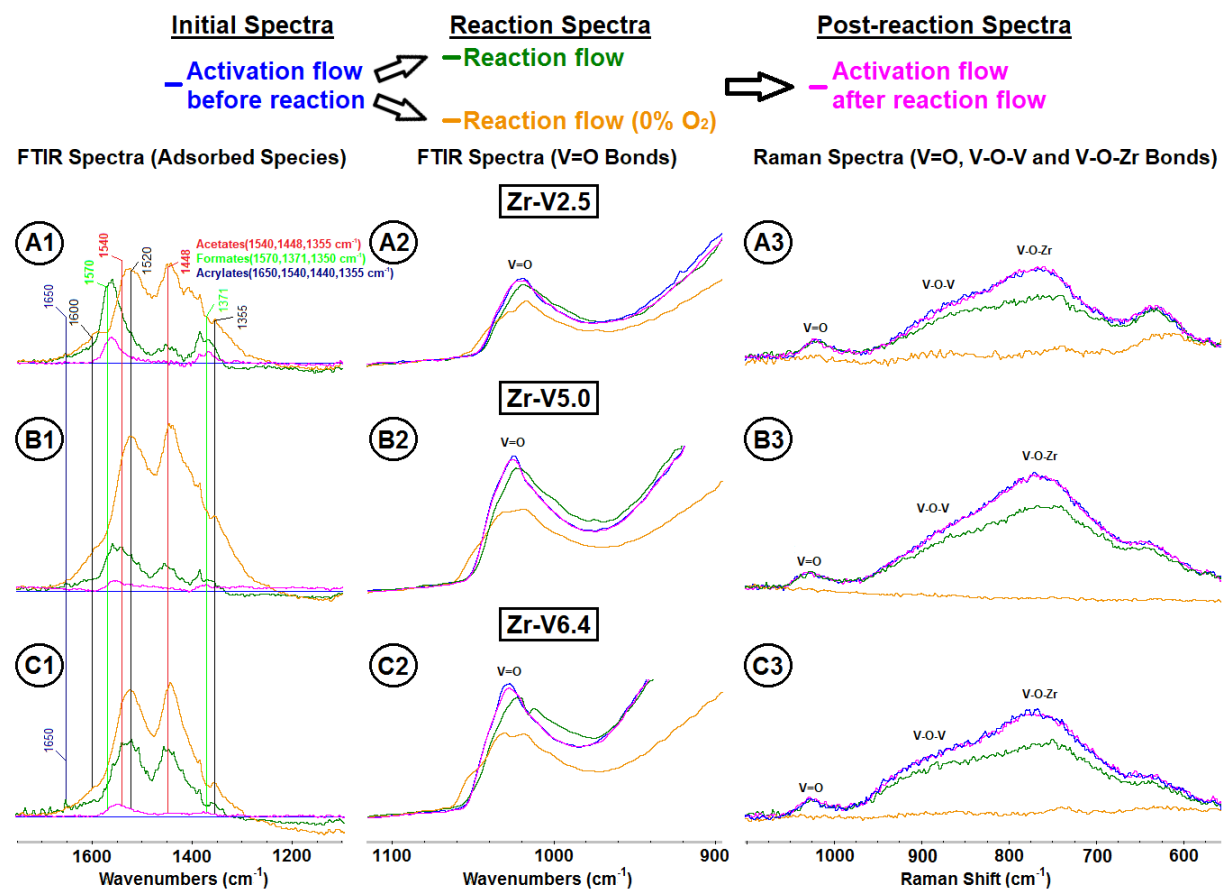 Initial Spectra
Reaction Spectra
Post-reaction Spectra
Activation flow
before reaction
Reaction flow
Reaction flow (0% O₂)
Activation flow
after reaction flow
FTIR Spectra (Adsorbed Species)
FTIR Spectra (V=O Bonds)
Raman Spectra (V=O, V-O-V and V-O-Zr Bonds)
Zr-V2.5
A1
1650
1600
1570
1540
1520
1448
1371
1355
Acetates(1540,1448,1355 cm⁻¹)
Formates(1570,1371,1350 cm⁻¹)
Acrylates(1650,1540,1440,1355 cm⁻¹)
A2
V=O
A3
V=O
V-O-V
V-O-Zr
Zr-V5.0
B1
B2
V=O
B3
V=O
V-O-V
V-O-Zr
Zr-V6.4
C1
1650
C2
V=O
C3
V=O
V-O-V
V-O-Zr
1600 1400 1200
Wavenumbers (cm⁻¹)
1100 1000 900
Wavenumbers (cm⁻¹)
1000 900 800 700 600
Raman Shift (cm⁻¹)